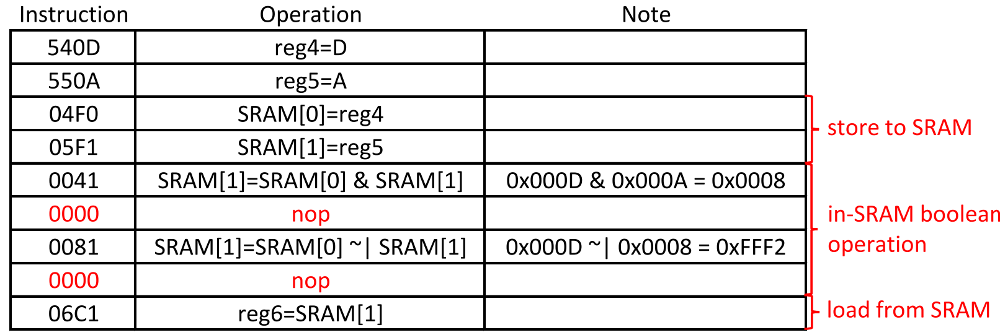 Instruction Operation Note
540D reg4=D
550A reg5=A
04F0 SRAM[0]=reg4
05F1 SRAM[1]=reg5
store to SRAM
0041 SRAM[1]=SRAM[0] & SRAM[1] 0x000D & 0x000A = 0x0008
0000 nop
0081 SRAM[1]=SRAM[0] ~| SRAM[1] 0x000D ~| 0x0008 = 0xFFF2
0000 nop
in-SRAM boolean
operation
06C1 reg6=SRAM[1]
load from SRAM